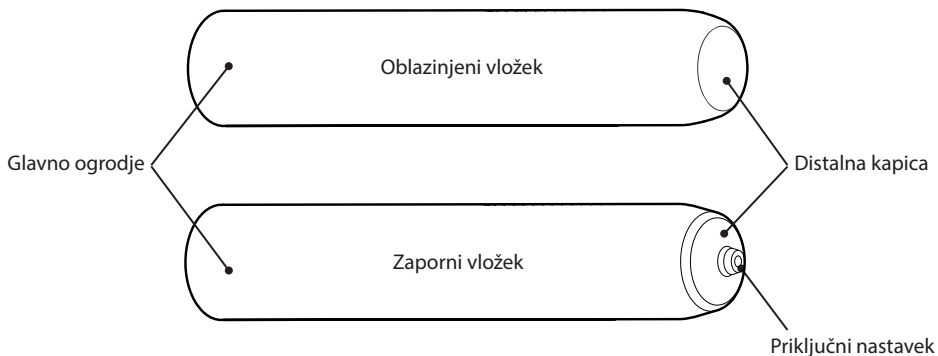 Oblazinjeni vložek
Glavno ogrodje
Distalna kapica
Zaporni vložek
Priključni nastavek